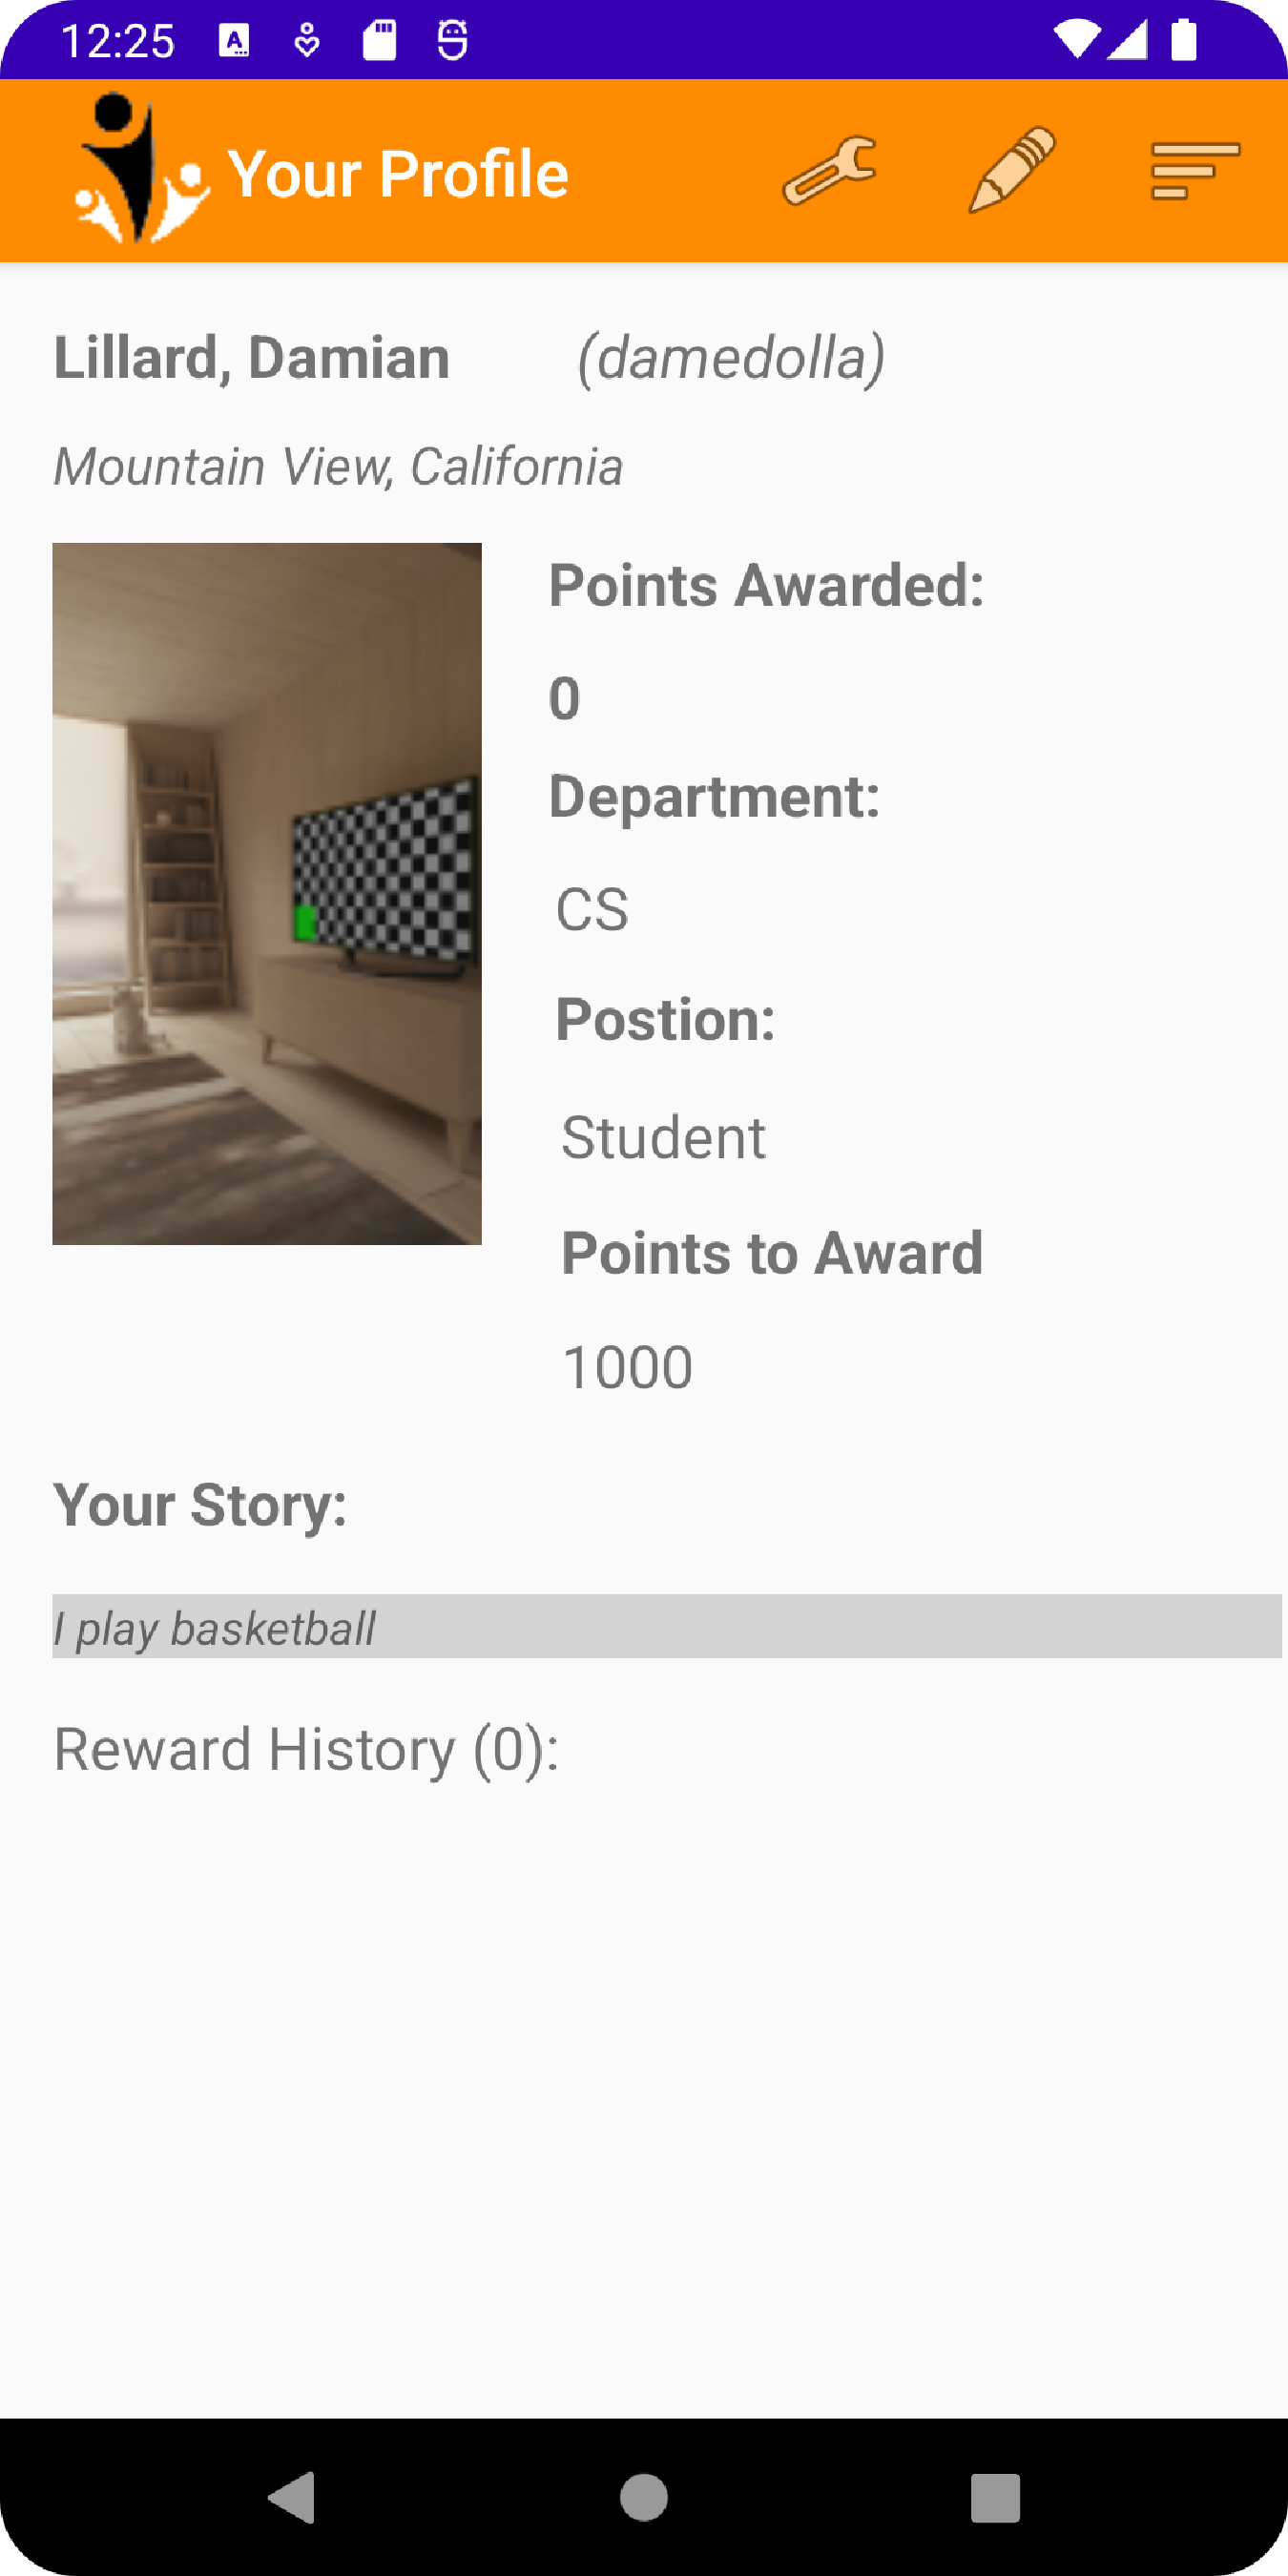 12:25
Your Profile
Lillard, Damian (damedolla)
Mountain View, California
Points Awarded:
0
Department:
CS
Postion:
Student
Points to Award
1000
Your Story:
I play basketball
Reward History (0):